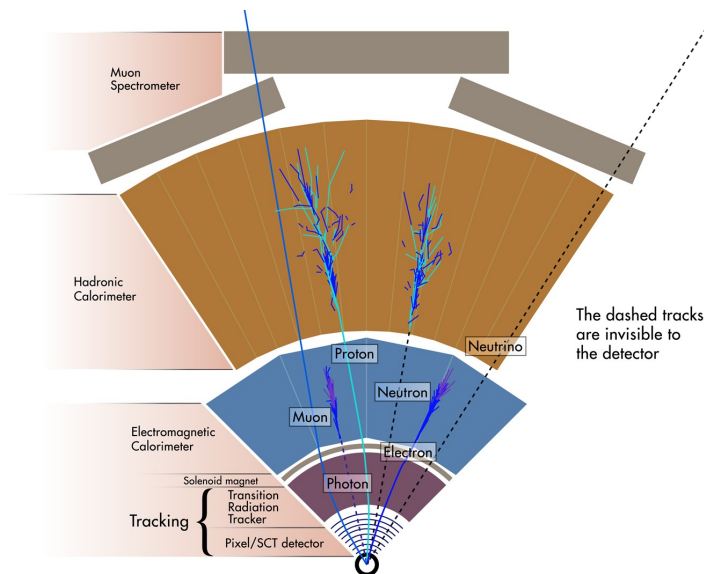 Muon
Spectrometer
Hadronic
Calorimeter
The dashed tracks
are invisible to
the detector
Neutrino
Proton
Neutron
Muon
Electromagnetic
Calorimeter
Electron
Solenoid magnet
Photon
Transition
Radiation
Tracker
Tracking
Pixel/SCT detector